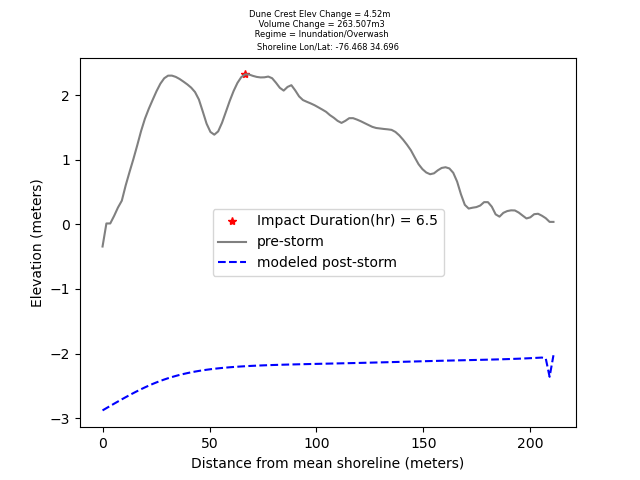 Dune Crest Elev Change = 4.52m
Volume Change = 263.507m3
Regime = Inundation/Overwash
Shoreline Lon/Lat: -76.468 34.696
2
1
0
−1
−2
−3
Elevation (meters)
Impact Duration(hr) = 6.5
pre-storm
modeled post-storm
0 50 100 150 200
Distance from mean shoreline (meters)